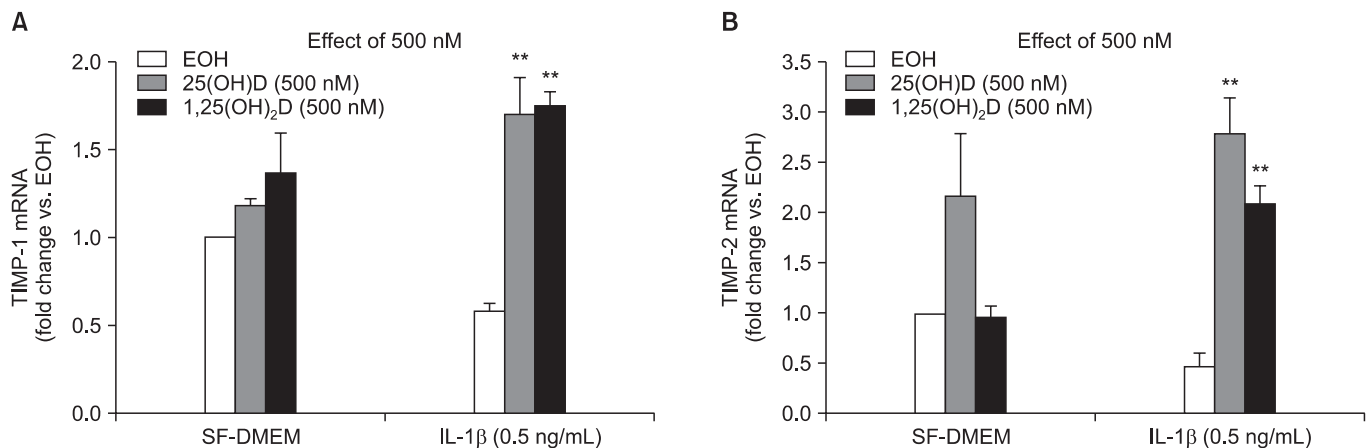 A
Effect of 500 nM
EOH
25(OH)D (500 nM)
1,25(OH)₂D (500 nM)
TIMP-1 mRNA
(fold change vs. EOH)
2.0
1.5
1.0
0.5
0.0
**
**
SF-DMEM
IL-1β (0.5 ng/mL)
B
Effect of 500 nM
EOH
25(OH)D (500 nM)
1,25(OH)₂D (500 nM)
TIMP-2 mRNA
(fold change vs. EOH)
3.5
3.0
2.5
2.0
1.5
1.0
0.5
0.0
**
**
SF-DMEM
IL-1β (0.5 ng/mL)